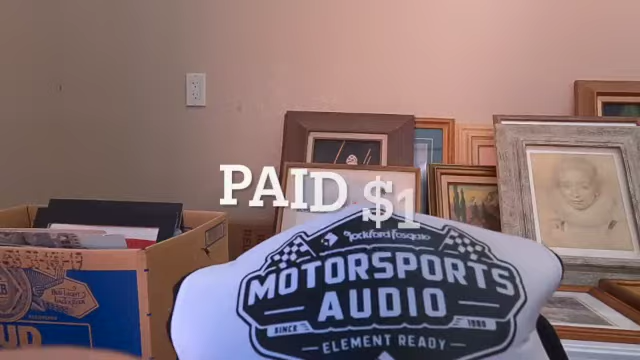 PAID $1
Rockford Fosgate
MOTORSPORTS
AUDIO
SINCE 1980
ELEMENT READY